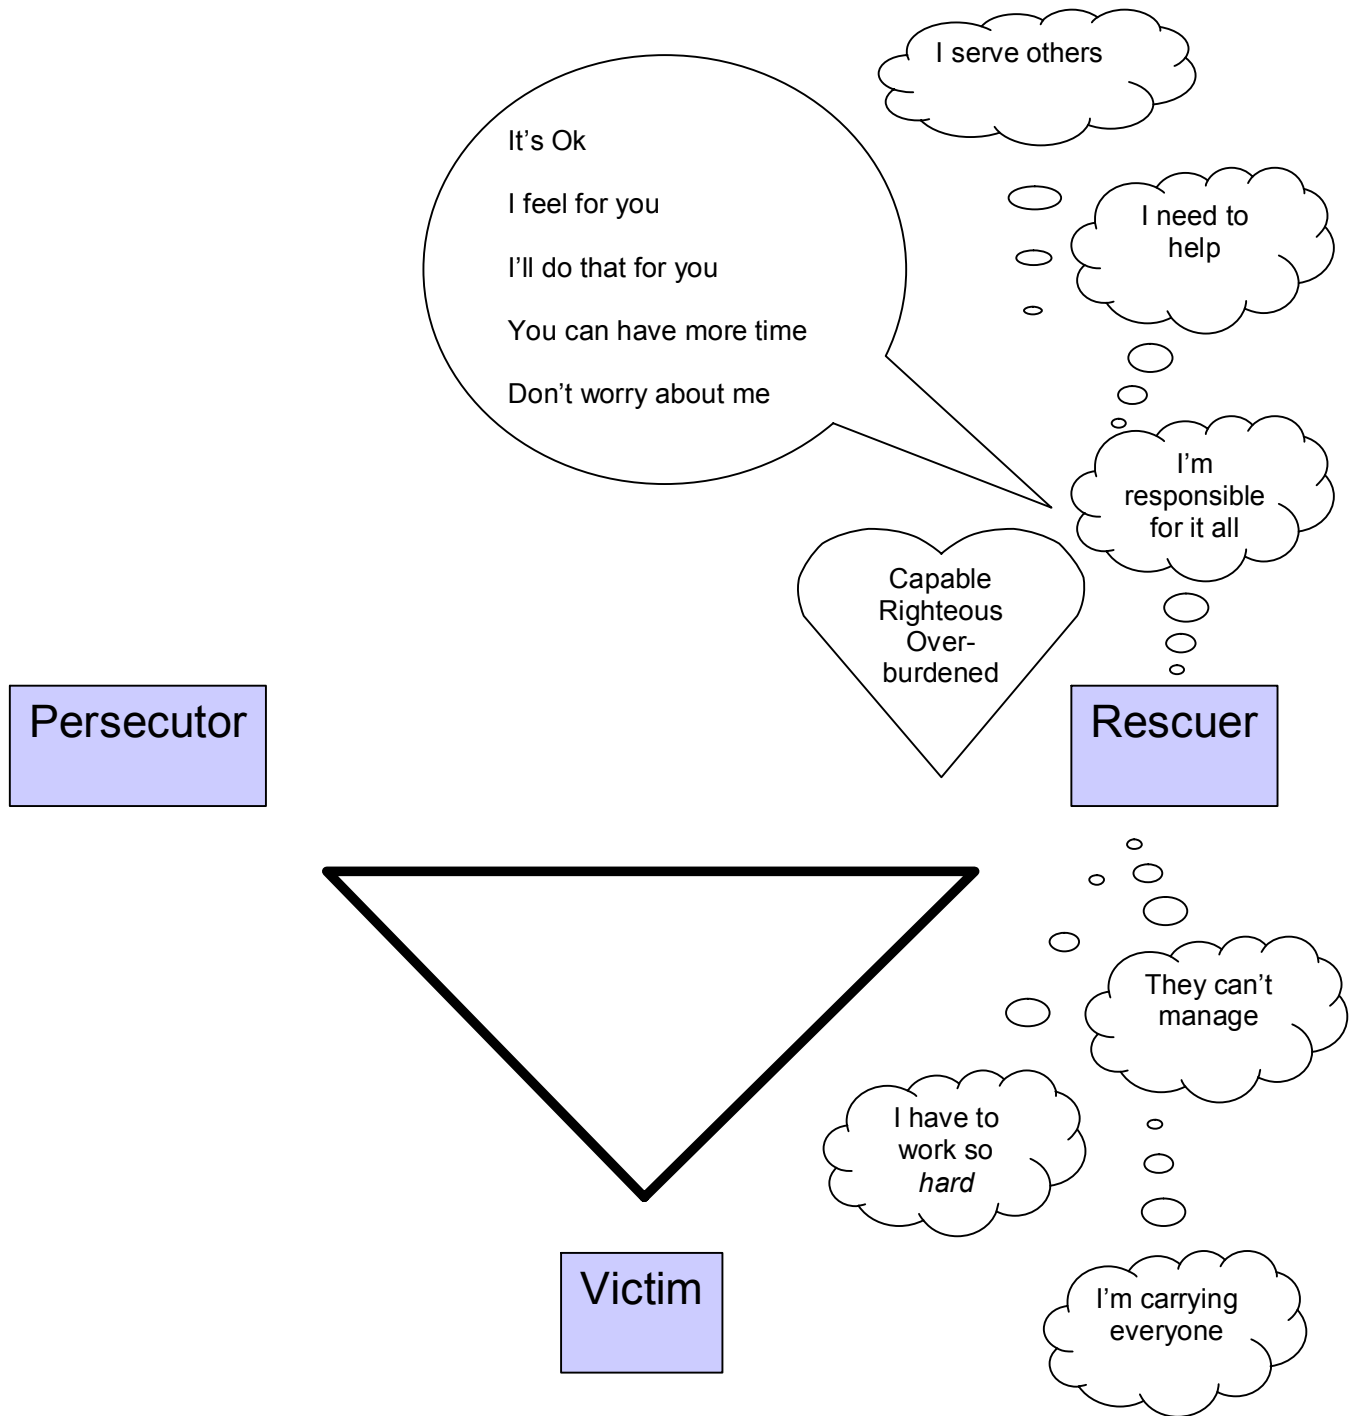 I serve others
It's Ok
I feel for you
I'll do that for you
You can have more time
Don't worry about me
I need to
help
I'm
responsible
for it all
Capable
Righteous
Over-
burdened
Persecutor
Rescuer
They can't
manage
I have to
work so
hard
Victim
I'm carrying
everyone